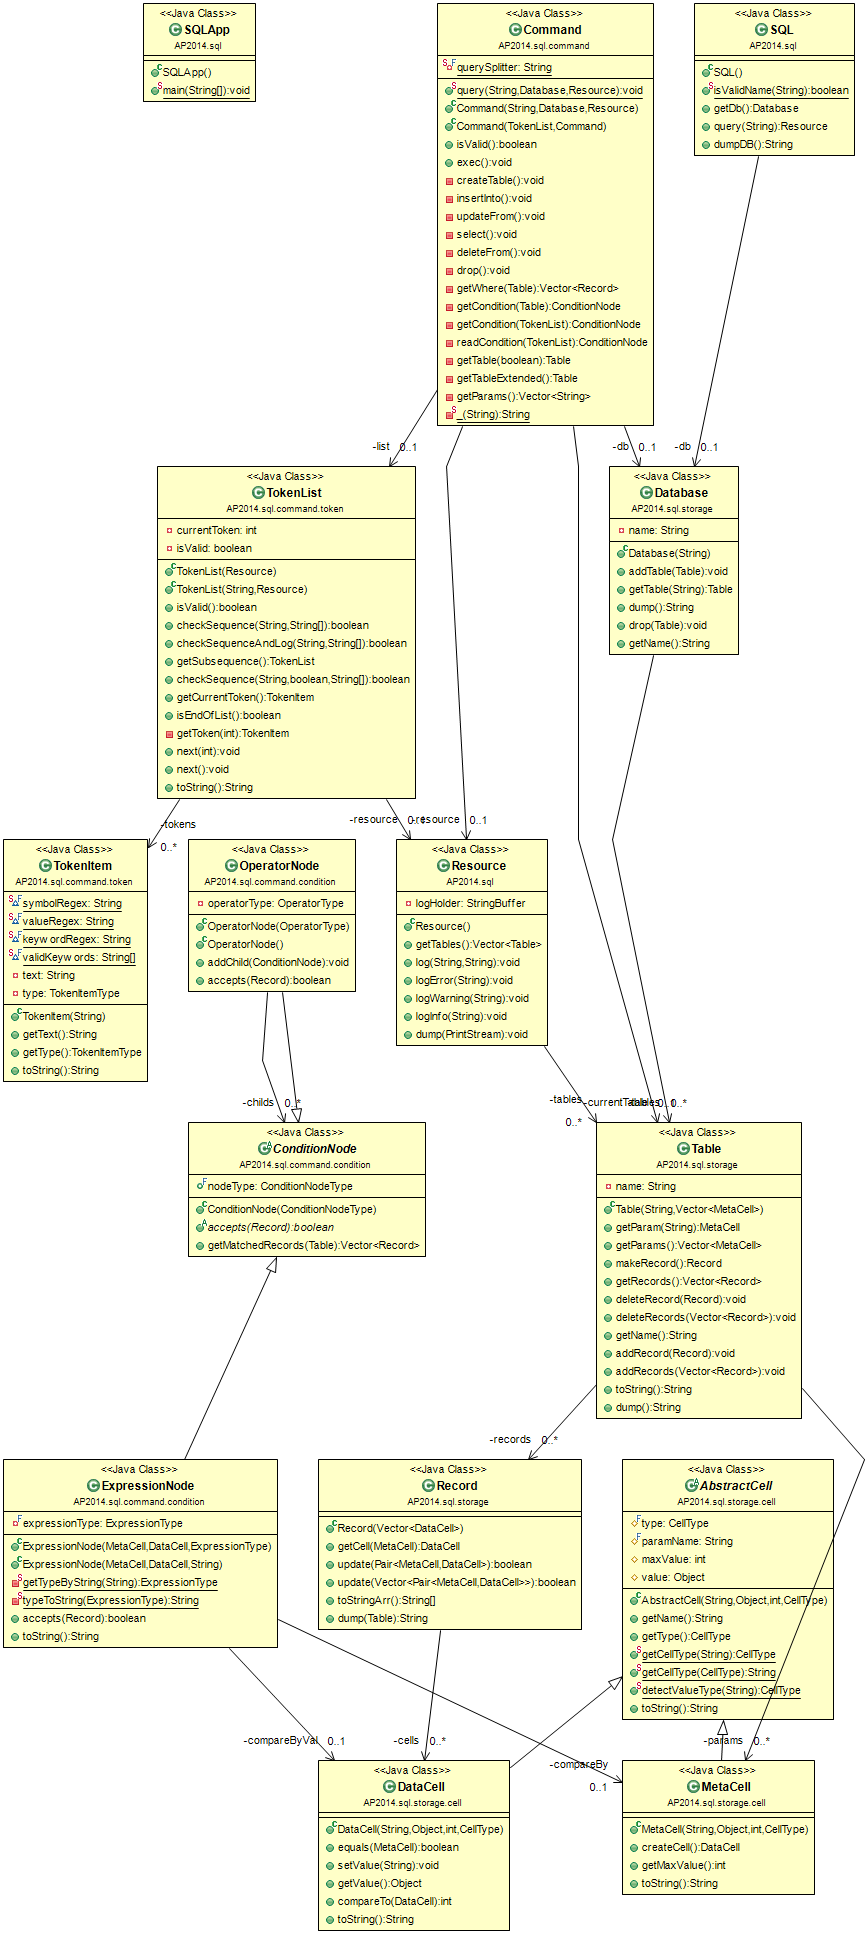 <<Java Class>>
SQLApp
AP2014.sql
SQLApp()
main(String[]):void
<<Java Class>>
Command
AP2014.sql.command
querySplitter: String
query(String,Database,Resource):void
Command(String,Database,Resource)
Command(TokenList,Command)
isValid():boolean
exec():void
createTable():void
insertInto():void
updateFrom():void
select():void
deleteFrom():void
drop():void
getWhere(Table):Vector<Record>
getCondition(Table):ConditionNode
getCondition(TokenList):ConditionNode
readCondition(TokenList):ConditionNode
getTable(boolean):Table
getTableExtended():Table
getParams():Vector<String>
_(String):String
<<Java Class>>
SQL
AP2014.sql
SQL()
isValidName(String):boolean
getDb():Database
query(String):Resource
dumpDB():String
-list 0..1
-db 0..1
-db 0..1
<<Java Class>>
TokenList
AP2014.sql.command.token
currentToken: int
isValid: boolean
TokenList(Resource)
TokenList(String,Resource)
isValid():boolean
checkSequence(String,String[]):boolean
checkSequenceAndLog(String,String[]):boolean
getSubsequence():TokenList
checkSequence(String,boolean,String[]):boolean
getCurrentToken():TokenItem
isEndOfList():boolean
getToken(int):TokenItem
next(int):void
next():void
toString():String
<<Java Class>>
Database
AP2014.sql.storage
name: String
Database(String)
addTable(Table):void
getTable(String):Table
dump():String
drop(Table):void
getName():String
-tokens
0..*
-resource 0..1
-resource 0..1
<<Java Class>>
TokenItem
AP2014.sql.command.token
symbolRegex: String
valueRegex: String
keyw ordRegex: String
validKeyw ords: String[]
text: String
type: TokenItemType
TokenItem(String)
getText():String
getType():TokenItemType
toString():String
<<Java Class>>
OperatorNode
AP2014.sql.command.condition
operatorType: OperatorType
OperatorNode(OperatorType)
OperatorNode()
addChild(ConditionNode):void
accepts(Record):boolean
<<Java Class>>
Resource
AP2014.sql
logHolder: StringBuffer
Resource()
getTables():Vector<Table>
log(String,String):void
logError(String):void
logWarning(String):void
logInfo(String):void
dump(PrintStream):void
-childs 0..*
-tables
0..*
-currentTable 0..1
-tables 0..*
<<Java Class>>
ConditionNode
AP2014.sql.command.condition
nodeType: ConditionNodeType
ConditionNode(ConditionNodeType)
accepts(Record):boolean
getMatchedRecords(Table):Vector<Record>
<<Java Class>>
Table
AP2014.sql.storage
name: String
Table(String,Vector<MetaCell>)
getParam(String):MetaCell
getParams():Vector<MetaCell>
makeRecord():Record
getRecords():Vector<Record>
deleteRecord(Record):void
deleteRecords(Vector<Record>):void
getName():String
addRecord(Record):void
addRecords(Vector<Record>):void
toString():String
dump():String
-records 0..*
<<Java Class>>
ExpressionNode
AP2014.sql.command.condition
expressionType: ExpressionType
ExpressionNode(MetaCell,DataCell,ExpressionType)
ExpressionNode(MetaCell,DataCell,String)
getTypeByString(String):ExpressionType
typeToString(ExpressionType):String
accepts(Record):boolean
toString():String
<<Java Class>>
Record
AP2014.sql.storage
Record(Vector<DataCell>)
getCell(MetaCell):DataCell
update(Pair<MetaCell,DataCell>):boolean
update(Vector<Pair<MetaCell,DataCell>>):boolean
toStringArr():String[]
dump(Table):String
<<Java Class>>
AbstractCell
AP2014.sql.storage.cell
type: CellType
paramName: String
maxValue: int
value: Object
AbstractCell(String,Object,int,CellType)
getName():String
getType():CellType
getCellType(String):CellType
getCellType(CellType):String
detectValueType(String):CellType
toString():String
-compareByVal 0..1
-cells 0..*
-compareBy
0..1
-params 0..*
<<Java Class>>
DataCell
AP2014.sql.storage.cell
DataCell(String,Object,int,CellType)
equals(MetaCell):boolean
setValue(String):void
getValue():Object
compareTo(DataCell):int
toString():String
<<Java Class>>
MetaCell
AP2014.sql.storage.cell
MetaCell(String,Object,int,CellType)
createCell():DataCell
getMaxValue():int
toString():String